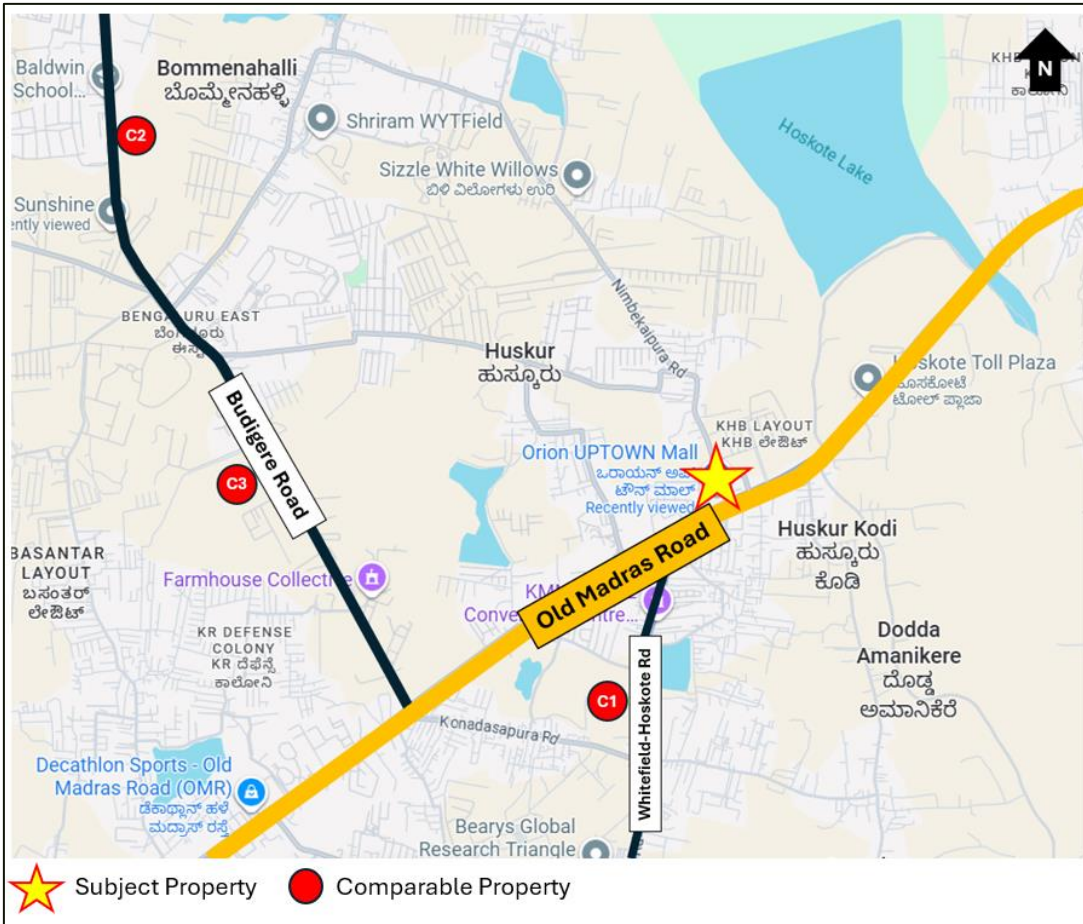 N
Baldwin
School...
Bommenahalli
ಬೊಮ್ಮೇನಹಳ್ಳಿ
C2
Shriram WYTField
Sizzle White Willows
ಬಿಳಿ ವಿಲೋಗಳು ಉರಿ
Hoskote Lake
ಕಾಲೋನಿ
Sunshine
ently viewed
BENGALURU EAST
Nimbekaipura Rd
Huskur
ಹುಸ್ಕೂರು
Hoskote Toll Plaza
ಹೊಸಕೋಟೆ
ಟೋಲ್ ಪ್ಲಾಜಾ
KHB LAYOUT
KHB ಲೇಔಟ್
Budigere Road
Orion UPTOWN Mall
ಒರಾಯನ್ ಅಪ್
ಟೌನ್ ಮಾಲ್
Recently viewed
C3
Old Madras Road
Huskur Kodi
ಹುಸ್ಕೂರು
ಕೊಡಿ
BASANTAR
LAYOUT
ಬಸಂತರ್
ಲೇಔಟ್
Farmhouse Collective
KR DEFENSE
COLONY
KR ಡಿಫೆನ್ಸ್
ಕಾಲೋನಿ
Dodda
Amanikere
ದೊಡ್ಡ
ಅಮಾನಿಕೆರೆ
C1
Whitefield-Hoskote Rd
Konadasapura Rd
Decathlon Sports - Old
Madras Road (OMR)
ಡೆಕಾಥ್ಲಾನ್ ಹಳೆ
ಮದ್ರಾಸ್ ರಸ್ತೆ
Bearys Global
Research Triangle
Subject Property
Comparable Property